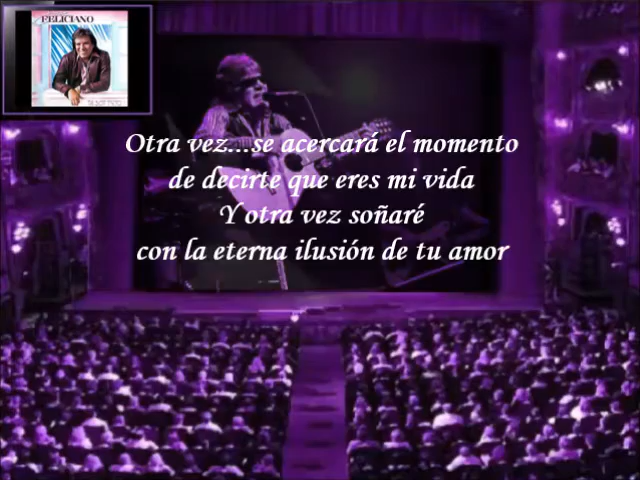 FELICIANO
Otra vez...se acercará el momento
de decirte que eres mi vida
Y otra vez soñaré
con la eterna ilusión de tu amor